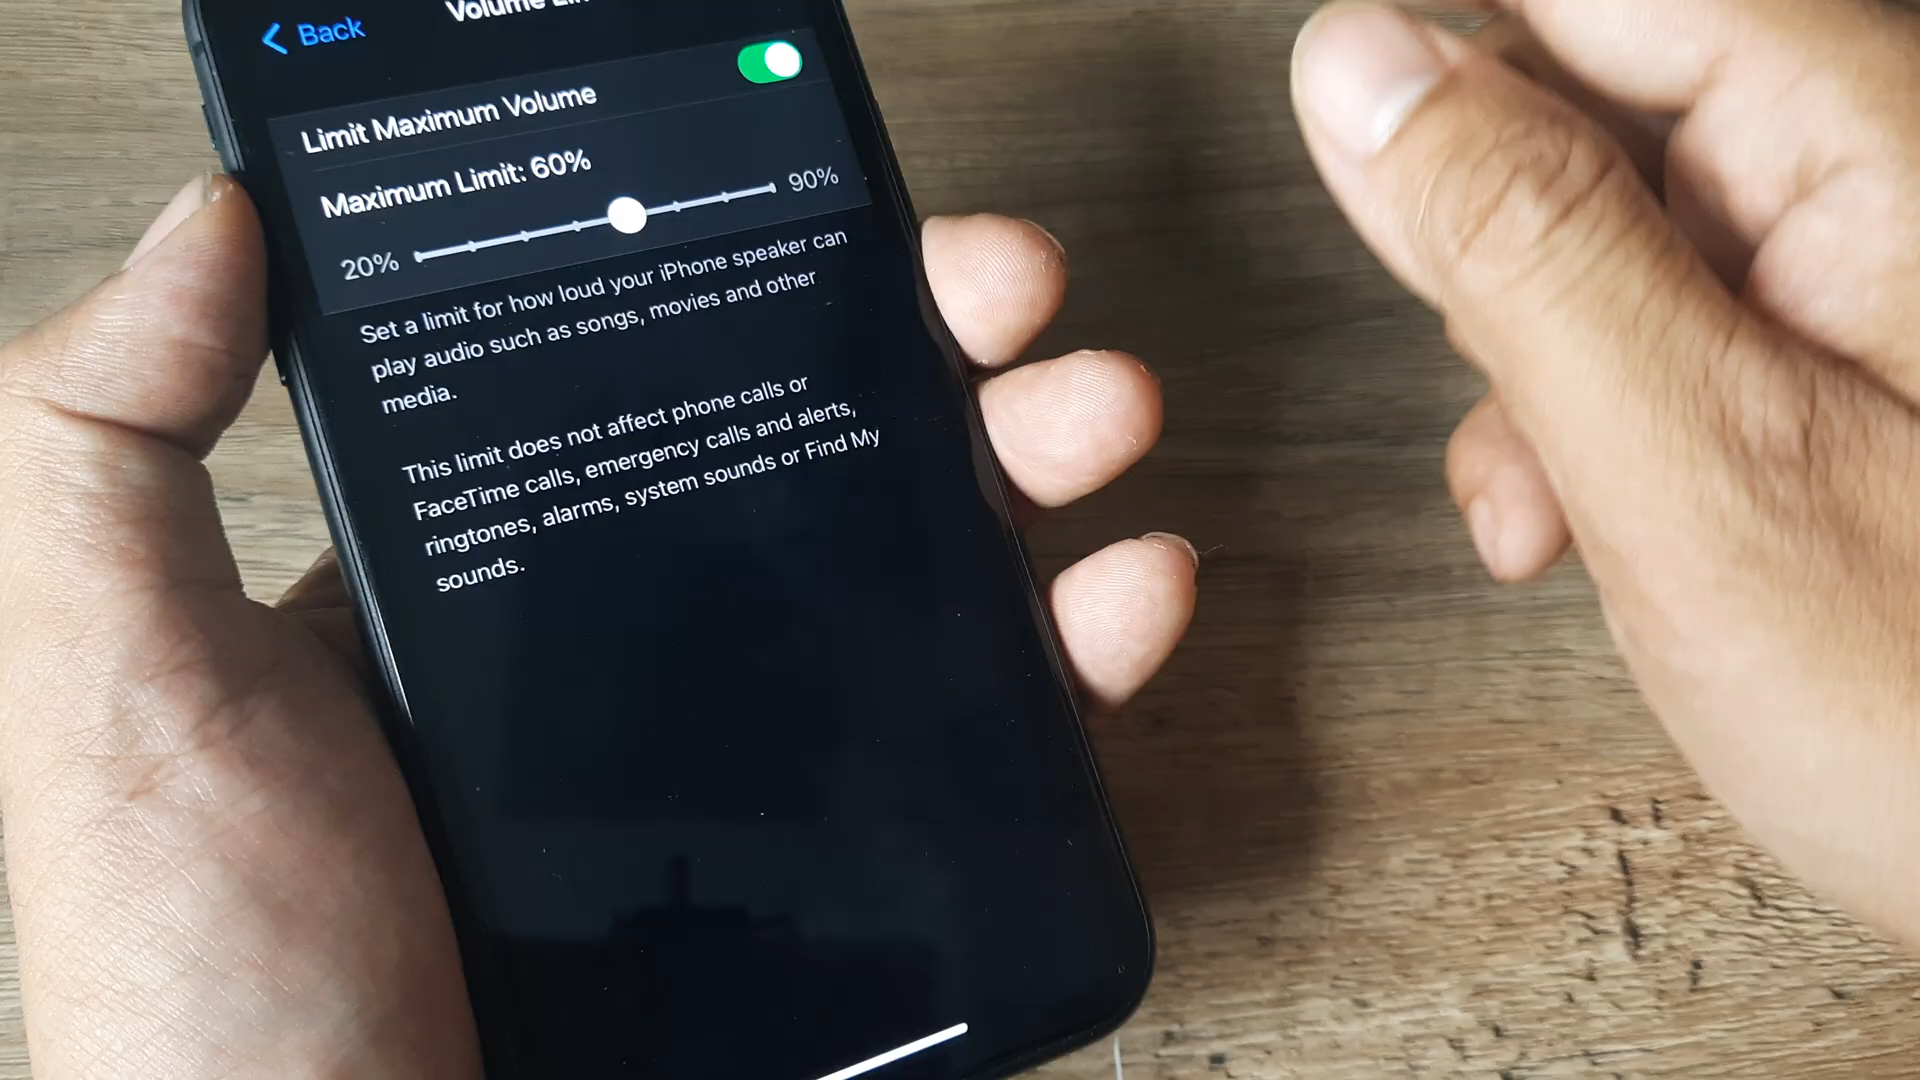 Back
Volume
Limit Maximum Volume
Maximum Limit: 60%
20%
90%
Set a limit for how loud your iPhone speaker can
play audio such as songs, movies and other
media.
This limit does not affect phone calls or
FaceTime calls, emergency calls and alerts,
ringtones, alarms, system sounds or Find My
sounds.